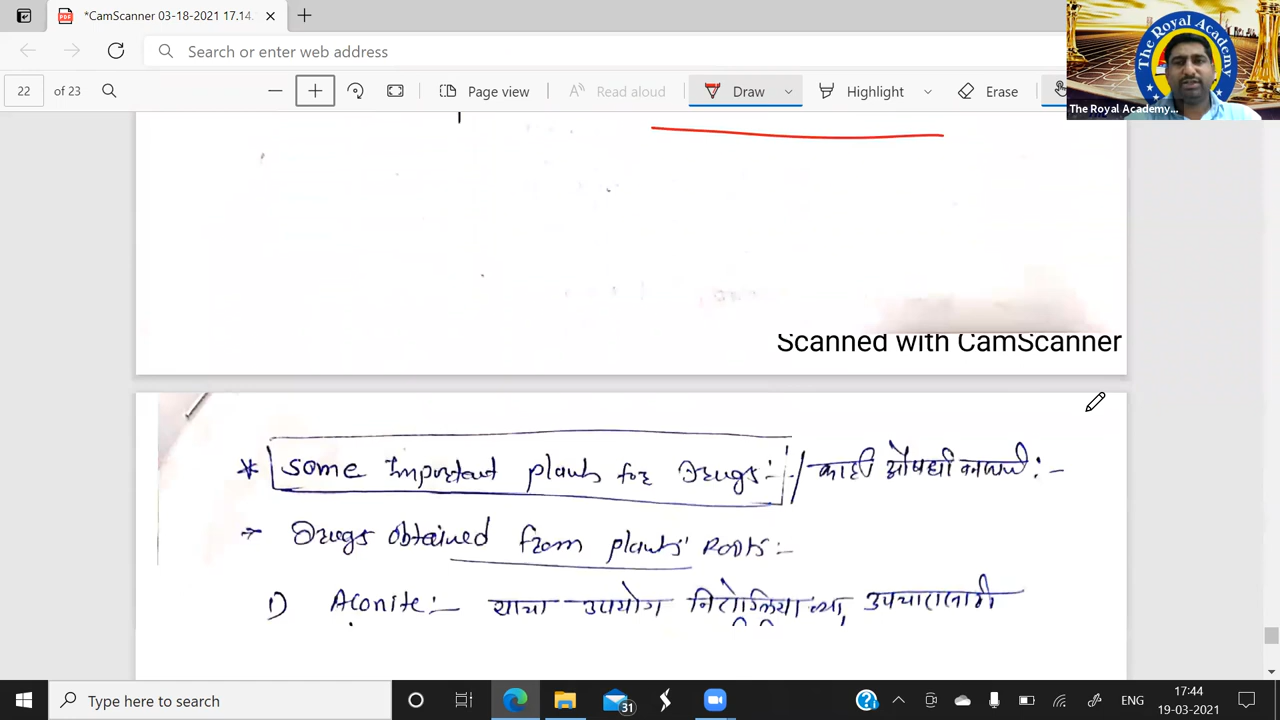 *CamScanner 03-18-2021 17.14.
Search or enter web address
22 of 23
Page view
Read aloud
Draw
Highlight
Erase
The Royal Academy
The Royal Academy...
Scanned with CamScanner
* Some Important plants for Drugs:- / काही औषधी वनस्पती :-
→ Drugs obtained from plants' Roots:-
1) Aconite:- याचा उपयोग उपचारासाठी
Type here to search
31
ENG
17:44
19-03-2021